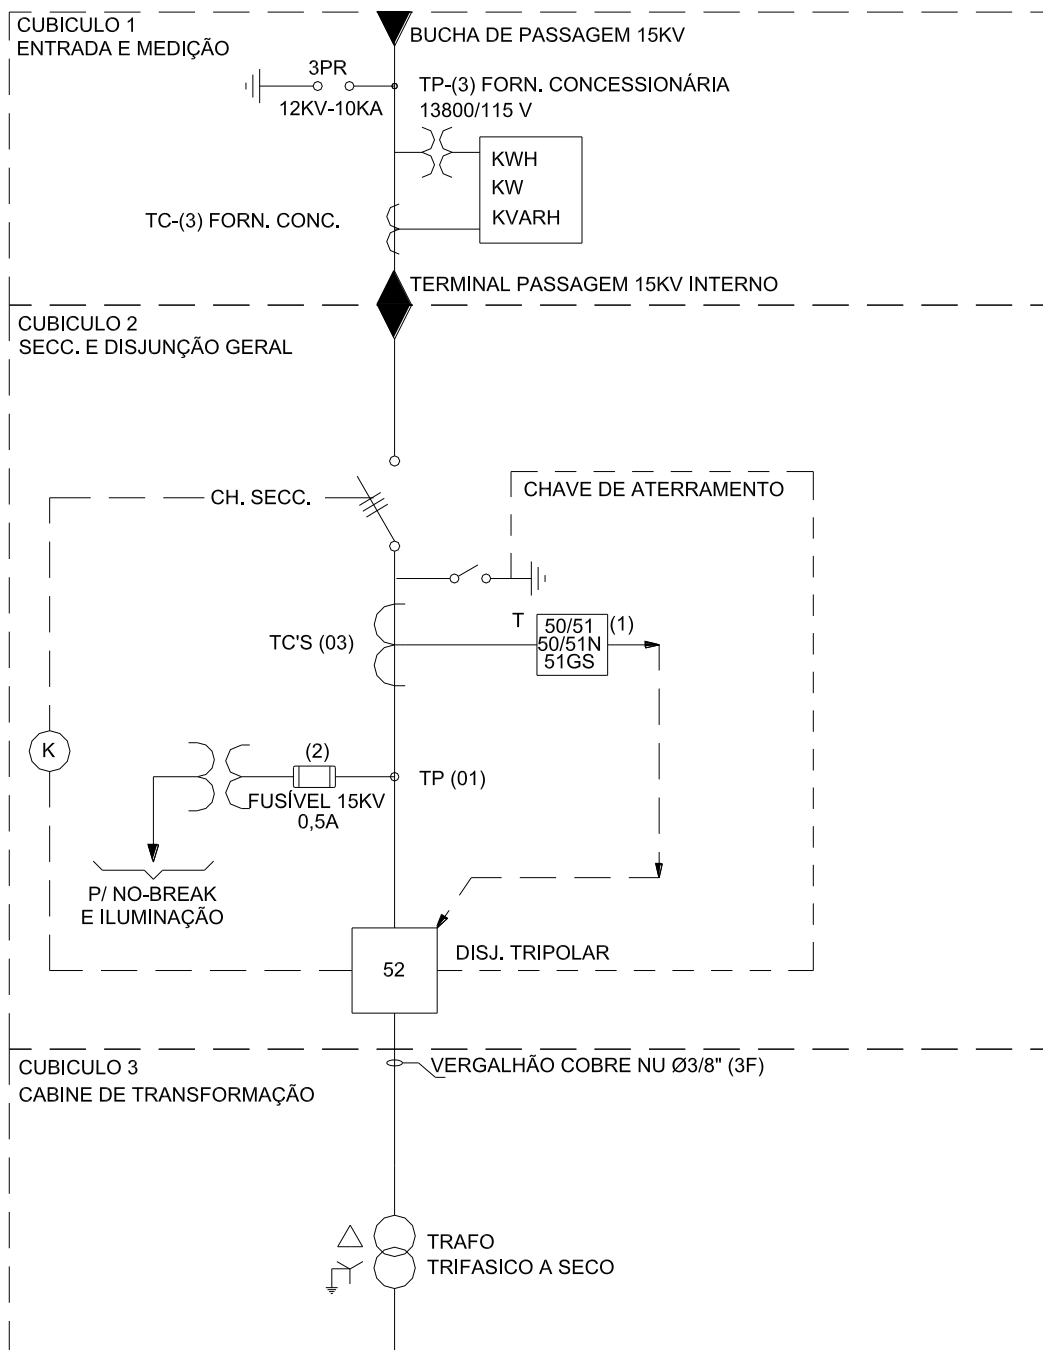 CUBICULO 1
ENTRADA E MEDIÇÃO
BUCHA DE PASSAGEM 15KV
3PR
12KV-10KA
TP-(3) FORN. CONCESSIONÁRIA
13800/115 V
KWH
KW
KVARH
TC-(3) FORN. CONC.
TERMINAL PASSAGEM 15KV INTERNO
CUBICULO 2
SECC. E DISJUNÇÃO GERAL
CH. SECC.
CHAVE DE ATERRAMENTO
TC'S (03)
T
50/51
50/51N
51GS
(1)
K
(2)
FUSÍVEL 15KV
0,5A
TP (01)
P/ NO-BREAK
E ILUMINAÇÃO
52
DISJ. TRIPOLAR
CUBICULO 3
CABINE DE TRANSFORMAÇÃO
VERGALHÃO COBRE NU Ø3/8" (3F)
TRAFO
TRIFASICO A SECO